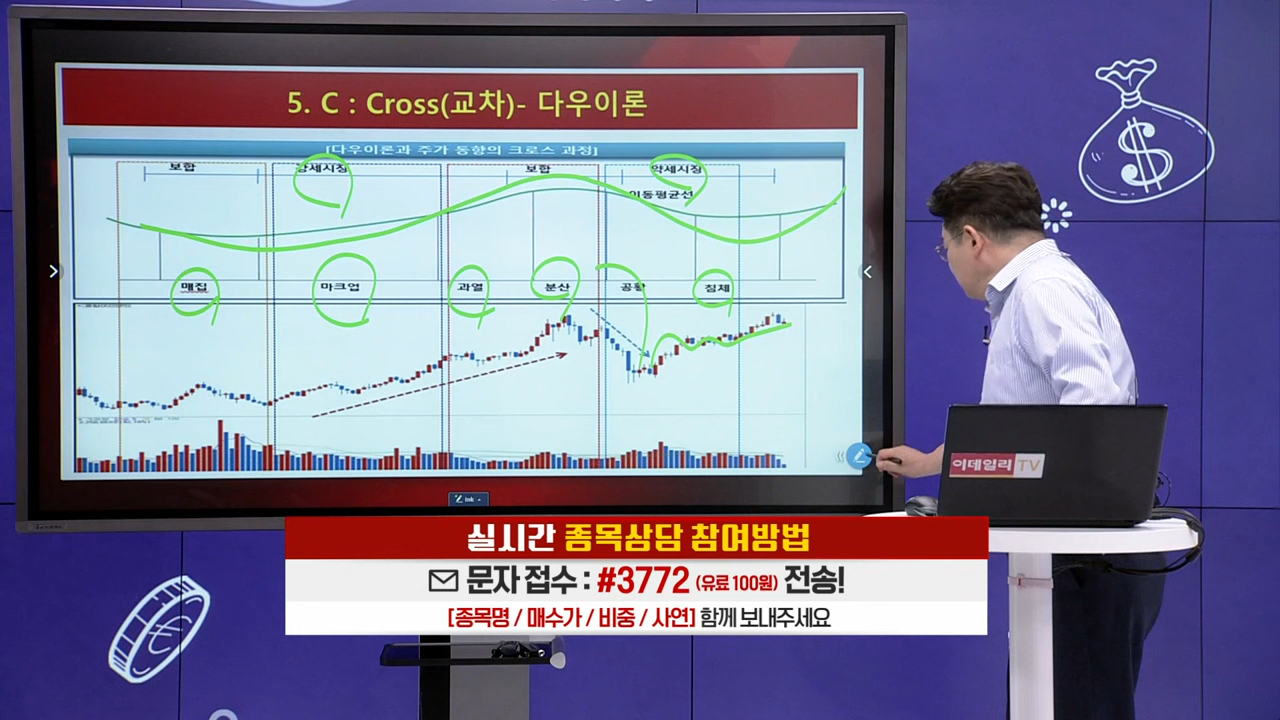 5. C : Cross(교차)- 다우이론
[다우이론과 주가 동향의 크로스 과정]
보합 강세시장 보합 약세시장
이동평균선
매집 마크업 과열 분산 공황 침체
Ink
이데일리 TV
실시간 종목상담 참여방법
문자 접수 : #3772 (유료 100원) 전송!
[종목명 / 매수가 / 비중 / 사연] 함께 보내주세요